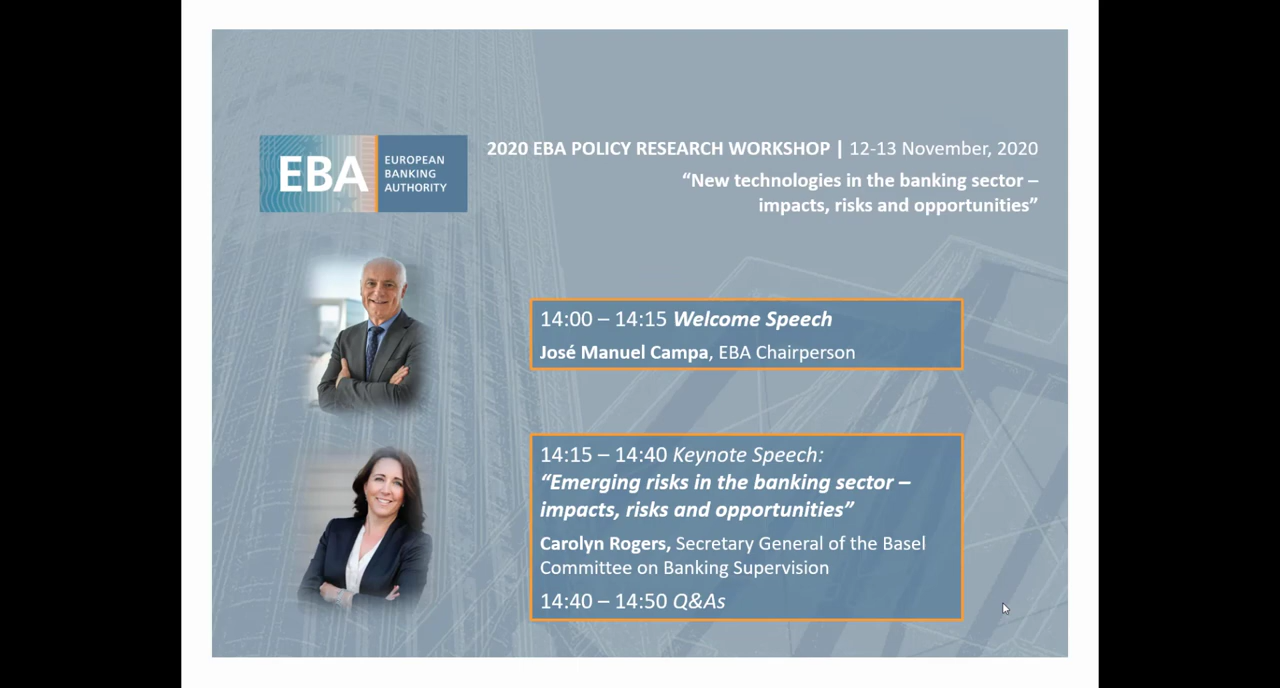 EBA
EUROPEAN
BANKING
AUTHORITY
2020 EBA POLICY RESEARCH WORKSHOP | 12-13 November, 2020
“New technologies in the banking sector –
impacts, risks and opportunities”
14:00 – 14:15 Welcome Speech
José Manuel Campa, EBA Chairperson
14:15 – 14:40 Keynote Speech:
“Emerging risks in the banking sector –
impacts, risks and opportunities”
Carolyn Rogers, Secretary General of the Basel
Committee on Banking Supervision
14:40 – 14:50 Q&As